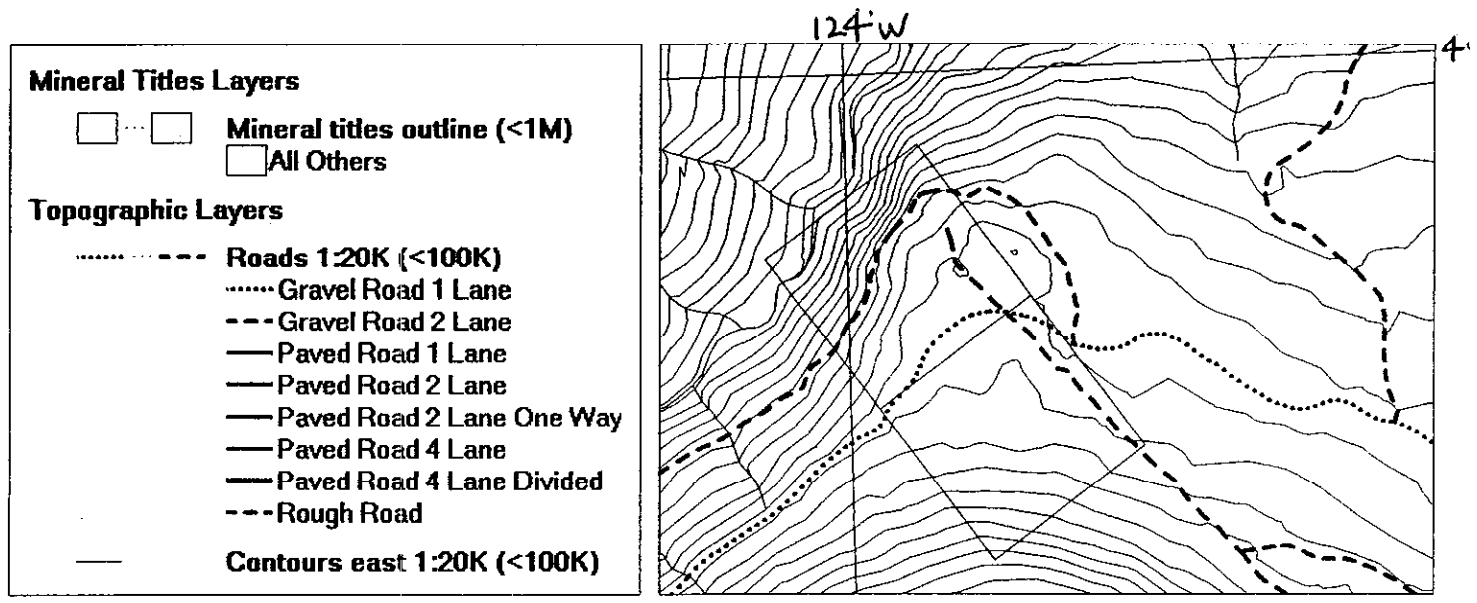 124°W
Mineral Titles Layers
Mineral titles outline (<1M)
All Others
Topographic Layers
Roads 1:20K (<100K)
Gravel Road 1 Lane
Gravel Road 2 Lane
Paved Road 1 Lane
Paved Road 2 Lane
Paved Road 2 Lane One Way
Paved Road 4 Lane
Paved Road 4 Lane Divided
Rough Road
Contours east 1:20K (<100K)